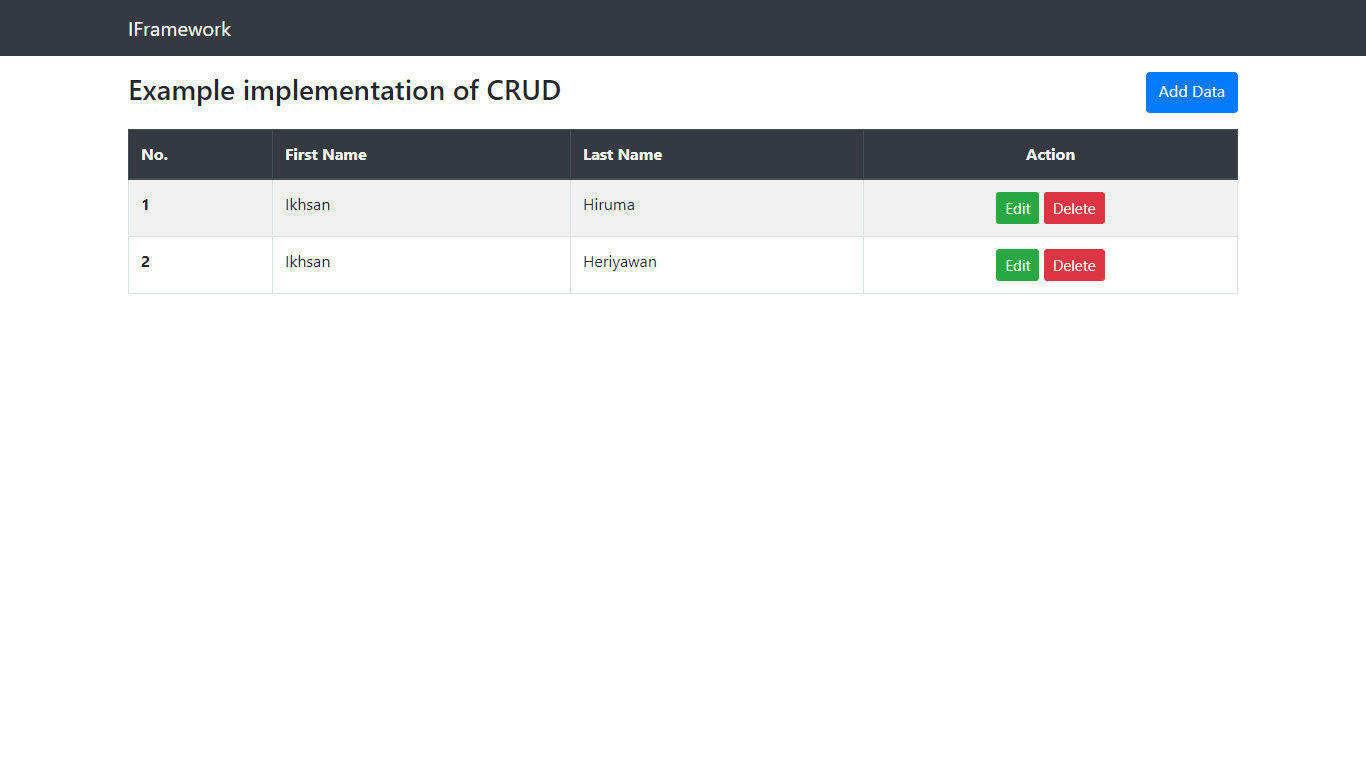 IFramework
Example implementation of CRUD Add Data
No. First Name Last Name Action
1 Ikhsan Hiruma Edit Delete
2 Ikhsan Heriyawan Edit Delete